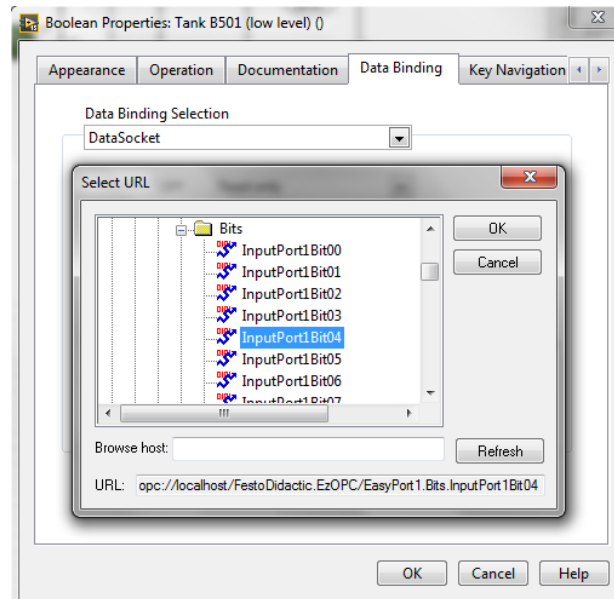 Boolean Properties: Tank B501 (low level) ()
Appearance Operation Documentation Data Binding Key Navigation
Data Binding Selection
DataSocket
Select URL
Bits
InputPort1Bit00
InputPort1Bit01
InputPort1Bit02
InputPort1Bit03
InputPort1Bit04
InputPort1Bit05
InputPort1Bit06
InputPort1Bit07
OK
Cancel
Browse host:
Refresh
URL: opc://localhost/FestoDidactic.EzOPC/EasyPort1.Bits.InputPort1Bit04
OK Cancel Help